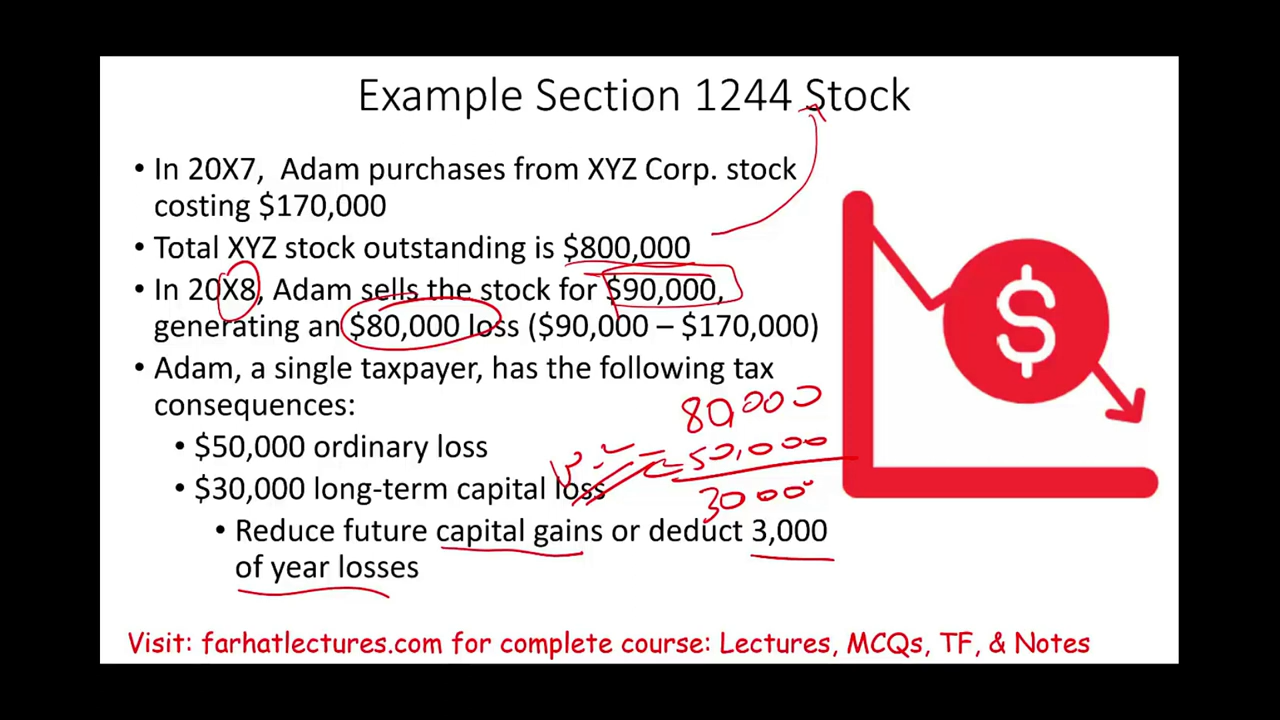 Example Section 1244 Stock
• In 20X7, Adam purchases from XYZ Corp. stock
costing $170,000
• Total XYZ stock outstanding is $800,000
• In 20X8, Adam sells the stock for $90,000,
generating an $80,000 loss ($90,000 – $170,000)
• Adam, a single taxpayer, has the following tax
consequences:
80,000
• $50,000 ordinary loss
50,000
• $30,000 long-term capital loss
30000
• Reduce future capital gains or deduct 3,000
of year losses
$
Visit: farhatlectures.com for complete course: Lectures, MCQs, TF, & Notes